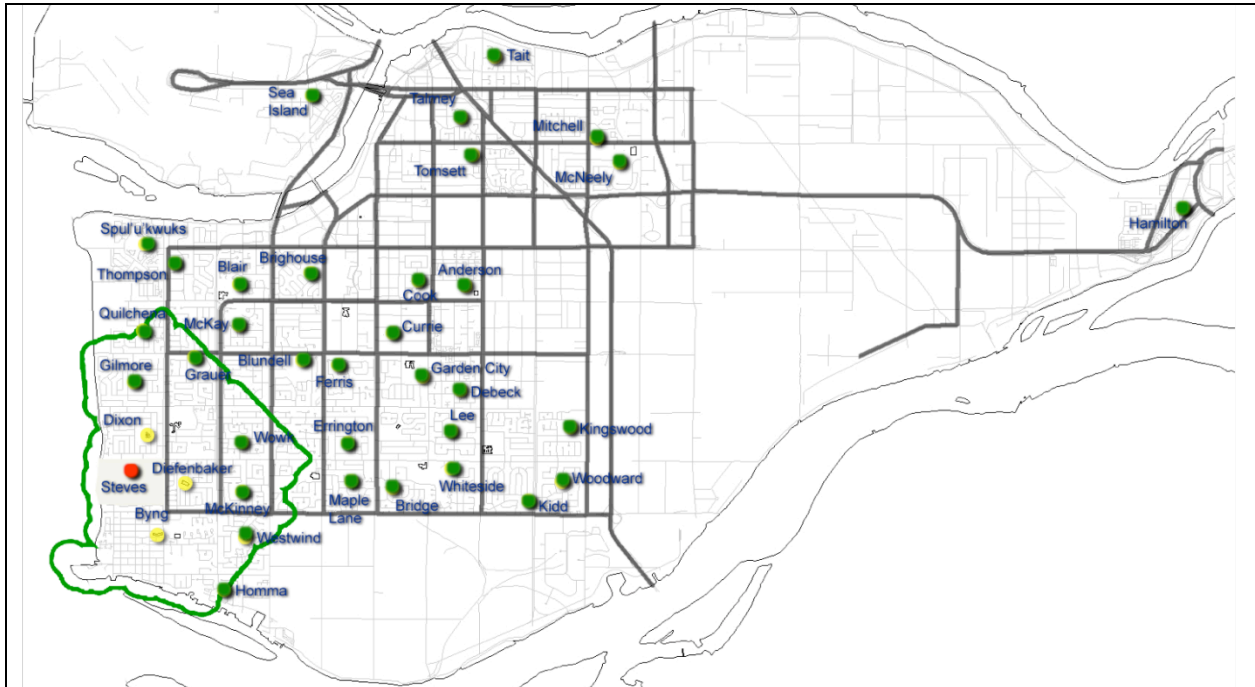 Tait
Sea
Island
Talmey
Mitchell
Tomsett
McNeely
Hamilton
Spul'u'kwuks
Thompson
Blair
Brighouse
Anderson
Cook
Quilchena
McKay
Currie
Gilmore
Grauer
Blundell
Ferris
Garden City
Debeck
Dixon
Wowk
Errington
Lee
Kingswood
Steves
Diefenbaker
McKinney
Maple
Lane
Bridge
Whiteside
Woodward
Kidd
Byng
Westwind
Homma